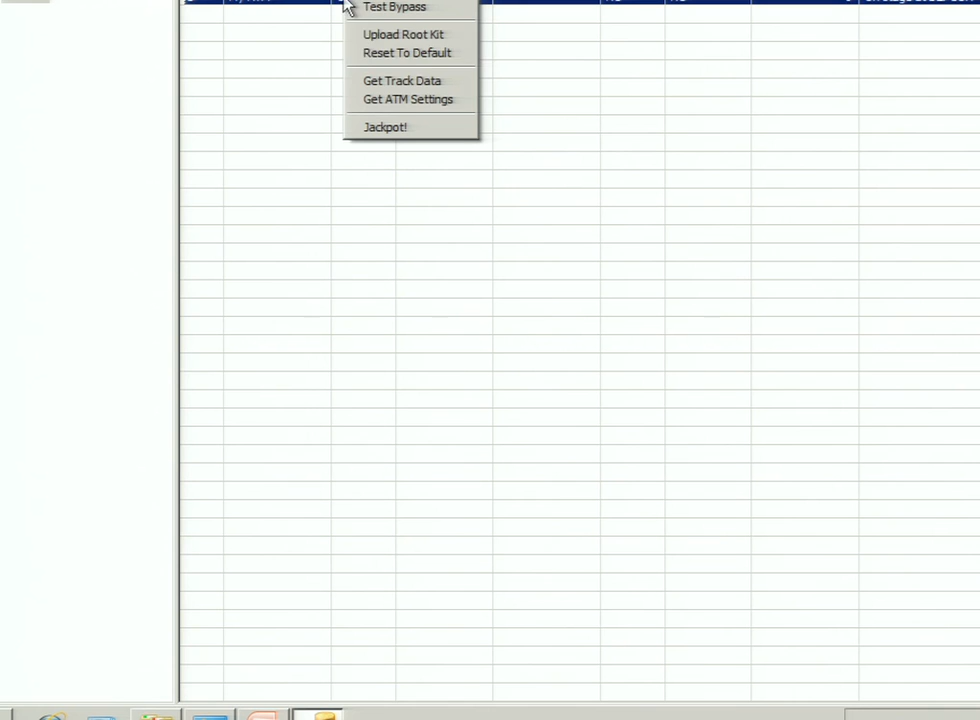 Test Bypass
Upload Root Kit
Reset To Default
Get Track Data
Get ATM Settings
Jackpot!